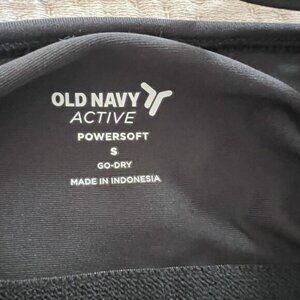 OLD NAVY
ACTIVE
POWERSOFT
S
GO-DRY
MADE IN INDONESIA